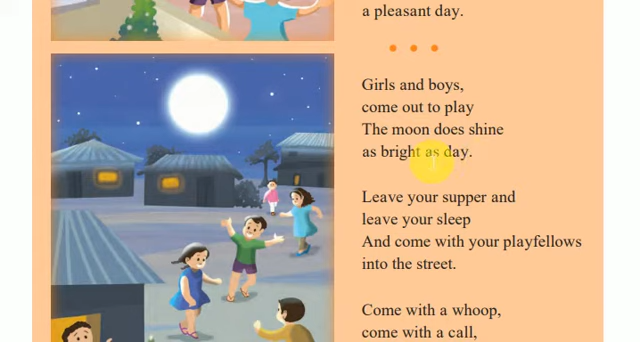 a pleasant day.
Girls and boys,
come out to play
The moon does shine
as bright as day.
Leave your supper and
leave your sleep
And come with your playfellows
into the street.
Come with a whoop,
come with a call,